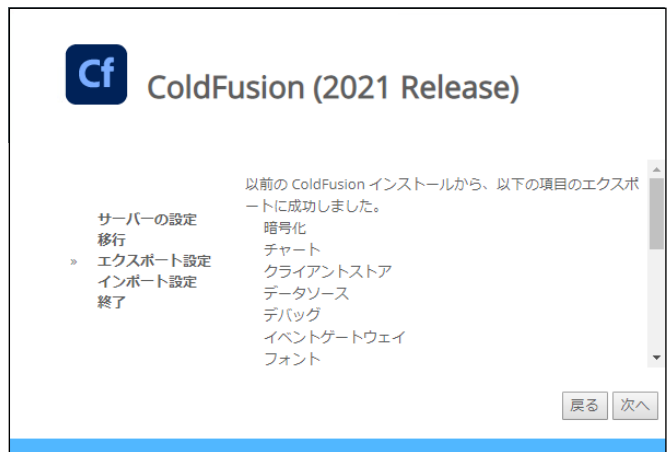 Cf
ColdFusion (2021 Release)
サーバーの設定
移行
» エクスポート設定
インポート設定
終了
以前の ColdFusion インストールから、以下の項目のエクスポ
ートに成功しました。
暗号化
チャート
クライアントストア
データソース
デバッグ
イベントゲートウェイ
フォント
戻る
次へ